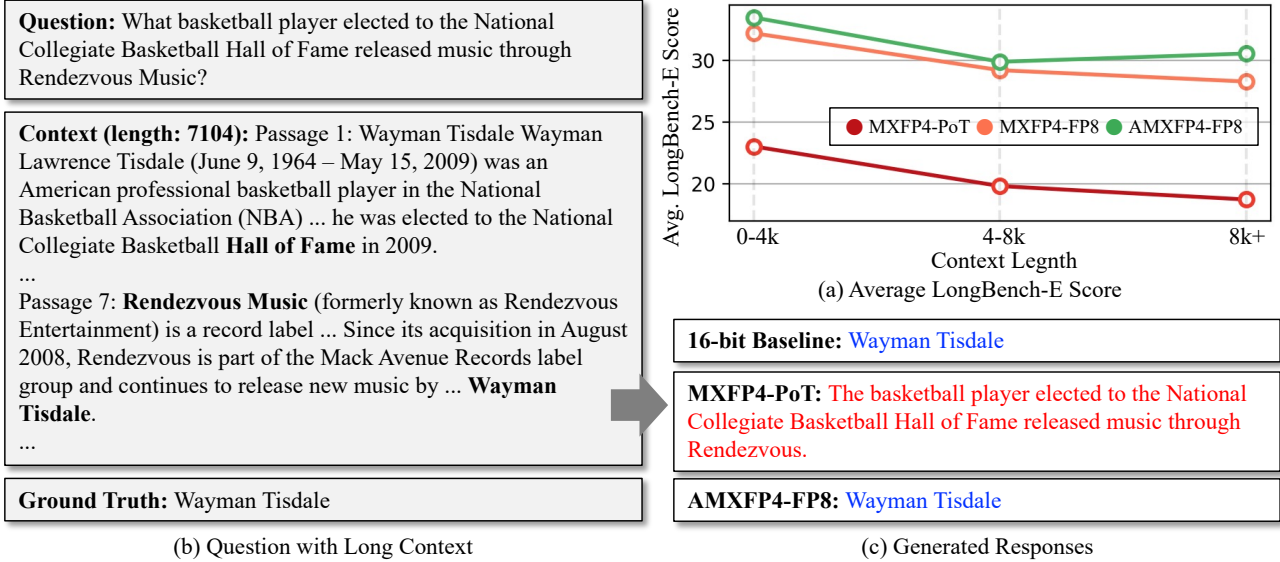 Question: What basketball player elected to the National
Collegiate Basketball Hall of Fame released music through
Rendezvous Music?
Context (length: 7104): Passage 1: Wayman Tisdale Wayman
Lawrence Tisdale (June 9, 1964 – May 15, 2009) was an
American professional basketball player in the National
Basketball Association (NBA) ... he was elected to the National
Collegiate Basketball Hall of Fame in 2009.
...
Passage 7: Rendezvous Music (formerly known as Rendezvous
Entertainment) is a record label ... Since its acquisition in August
2008, Rendezvous is part of the Mack Avenue Records label
group and continues to release new music by ... Wayman
Tisdale.
...
Ground Truth: Wayman Tisdale
(b) Question with Long Context
Avg. LongBench-E Score
30
25
20
MXFP4-PoT MXFP4-FP8 AMXFP4-FP8
0-4k 4-8k 8k+
Context Legnth
(a) Average LongBench-E Score
16-bit Baseline: Wayman Tisdale
MXFP4-PoT: The basketball player elected to the National
Collegiate Basketball Hall of Fame released music through
Rendezvous.
AMXFP4-FP8: Wayman Tisdale
(c) Generated Responses